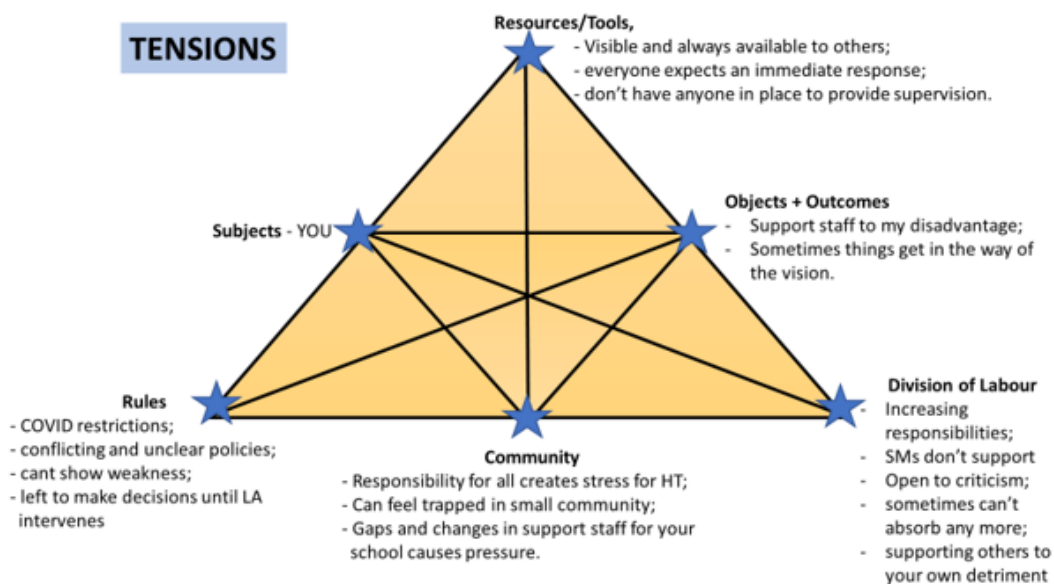 TENSIONS
Resources/Tools,
- Visible and always available to others;
- everyone expects an immediate response;
- don't have anyone in place to provide supervision.
Subjects - YOU
Objects + Outcomes
- Support staff to my disadvantage;
- Sometimes things get in the way of
the vision.
Rules
- COVID restrictions;
- conflicting and unclear policies;
- cant show weakness;
- left to make decisions until LA
intervenes
Community
- Responsibility for all creates stress for HT;
- Can feel trapped in small community;
- Gaps and changes in support staff for your
school causes pressure.
Division of Labour
- Increasing
responsibilities;
- SMs don't support
- Open to criticism;
- sometimes can't
absorb any more;
- supporting others to
your own detriment